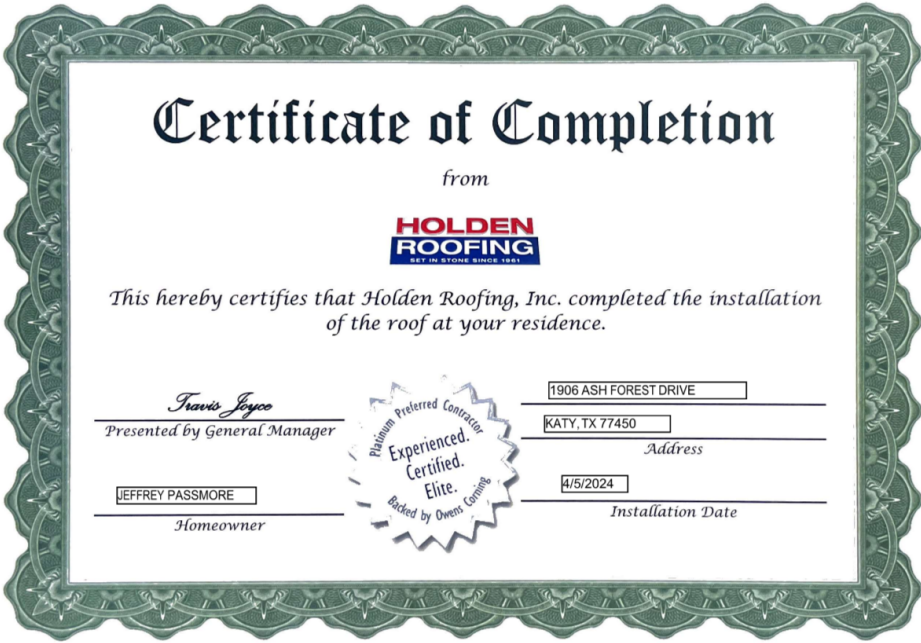 Certificate of Completion
from
HOLDEN
ROOFING
SET IN STONE SINCE 1961
This hereby certifies that Holden Roofing, Inc. completed the installation
of the roof at your residence.
Travis Joyce
Presented by General Manager
JEFFREY PASSMORE
Homeowner
Platinum Preferred Contractor
Experienced.
Certified.
Elite.
Backed by Owens Corning
1906 ASH FOREST DRIVE
KATY, TX 77450
Address
4/5/2024
Installation Date